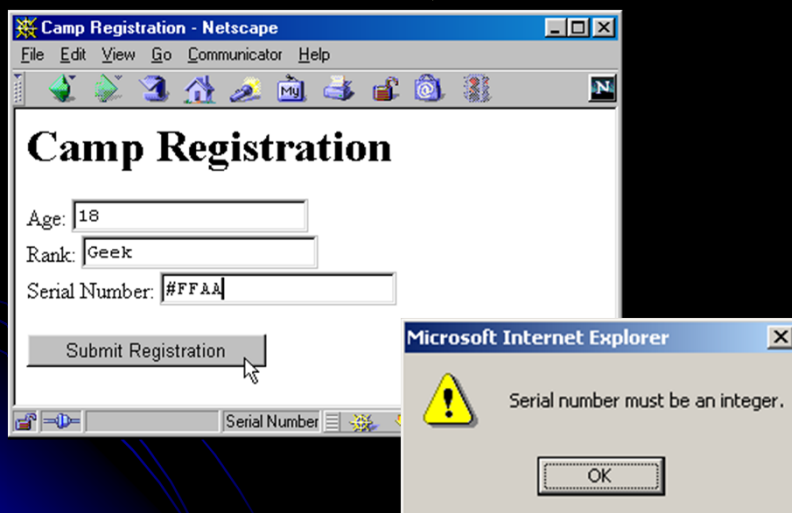 Camp Registration - Netscape
File Edit View Go Communicator Help
My
N
Camp Registration
Age: 18
Rank: Geek
Serial Number: #FFAA
Submit Registration
Serial Number
Microsoft Internet Explorer
Serial number must be an integer.
OK